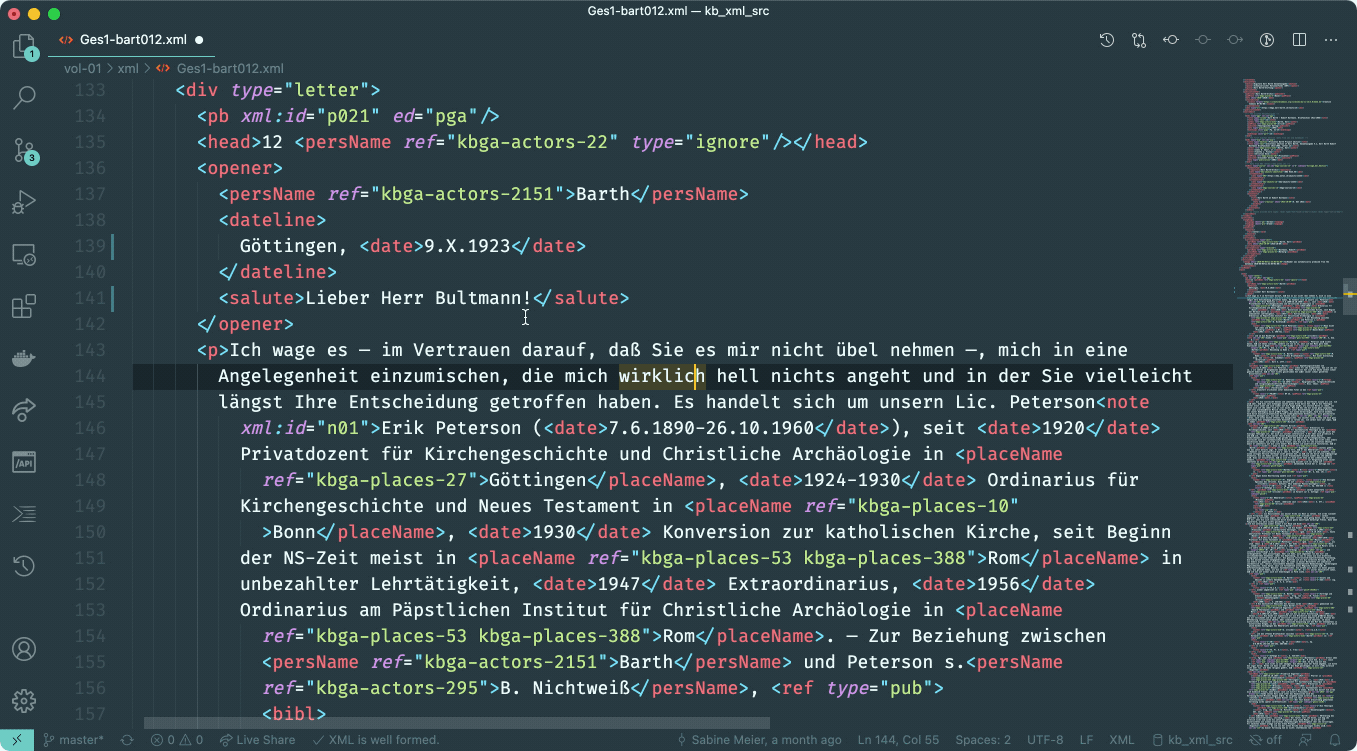 Ges1-bart012.xml — kb_xml_src
Ges1-bart012.xml
vol-01 > xml > Ges1-bart012.xml
1
3
/API
133 <div type="letter">
134 <pb xml:id="p021" ed="pga"/>
135 <head>12 <persName ref="kbga-actors-22" type="ignore"/></head>
136 <opener>
137 <persName ref="kbga-actors-2151">Barth</persName>
138 <dateline>
139 Göttingen, <date>9.X.1923</date>
140 </dateline>
141 <salute>Lieber Herr Bultmann!</salute>
142 </opener>
143 <p>Ich wage es – im Vertrauen darauf, daß Sie es mir nicht übel nehmen –, mich in eine
144 Angelegenheit einzumischen, die mich wirklich hell nichts angeht und in der Sie vielleicht
145 längst Ihre Entscheidung getroffen haben. Es handelt sich um unsern Lic. Peterson<note
146 xml:id="n01">Erik Peterson (<date>7.6.1890-26.10.1960</date>), seit <date>1920</date>
147 Privatdozent für Kirchengeschichte und Christliche Archäologie in <placeName
148 ref="kbga-places-27">Göttingen</placeName>, <date>1924-1930</date> Ordinarius für
149 Kirchengeschichte und Neues Testament in <placeName ref="kbga-places-10"
150 >Bonn</placeName>, <date>1930</date> Konversion zur katholischen Kirche, seit Beginn
151 der NS-Zeit meist in <placeName ref="kbga-places-53 kbga-places-388">Rom</placeName> in
152 unbezahlter Lehrtätigkeit, <date>1947</date> Extraordinarius, <date>1956</date>
153 Ordinarius am Päpstlichen Institut für Christliche Archäologie in <placeName
154 ref="kbga-places-53 kbga-places-388">Rom</placeName>. – Zur Beziehung zwischen
155 <persName ref="kbga-actors-2151">Barth</persName> und Peterson s.<persName
156 ref="kbga-actors-295">B. Nichtweiß</persName>, <ref type="pub">
157 <bibl>
master* 0 0 Live Share XML is well formed. Sabine Meier, a month ago Ln 144, Col 55 Spaces: 2 UTF-8 LF XML kb_xml_src off